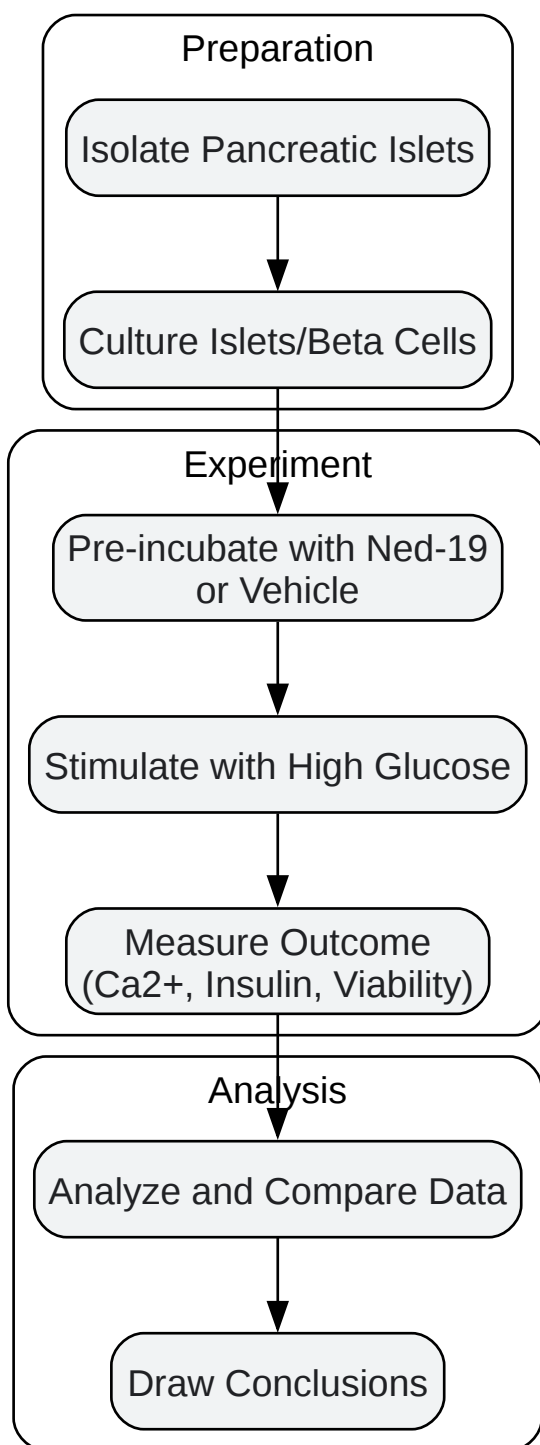 Preparation
Isolate Pancreatic Islets
Culture Islets/Beta Cells
Experiment
Pre-incubate with Ned-19
or Vehicle
Stimulate with High Glucose
Measure Outcome
(Ca2+, Insulin, Viability)
Analysis
Analyze and Compare Data
Draw Conclusions